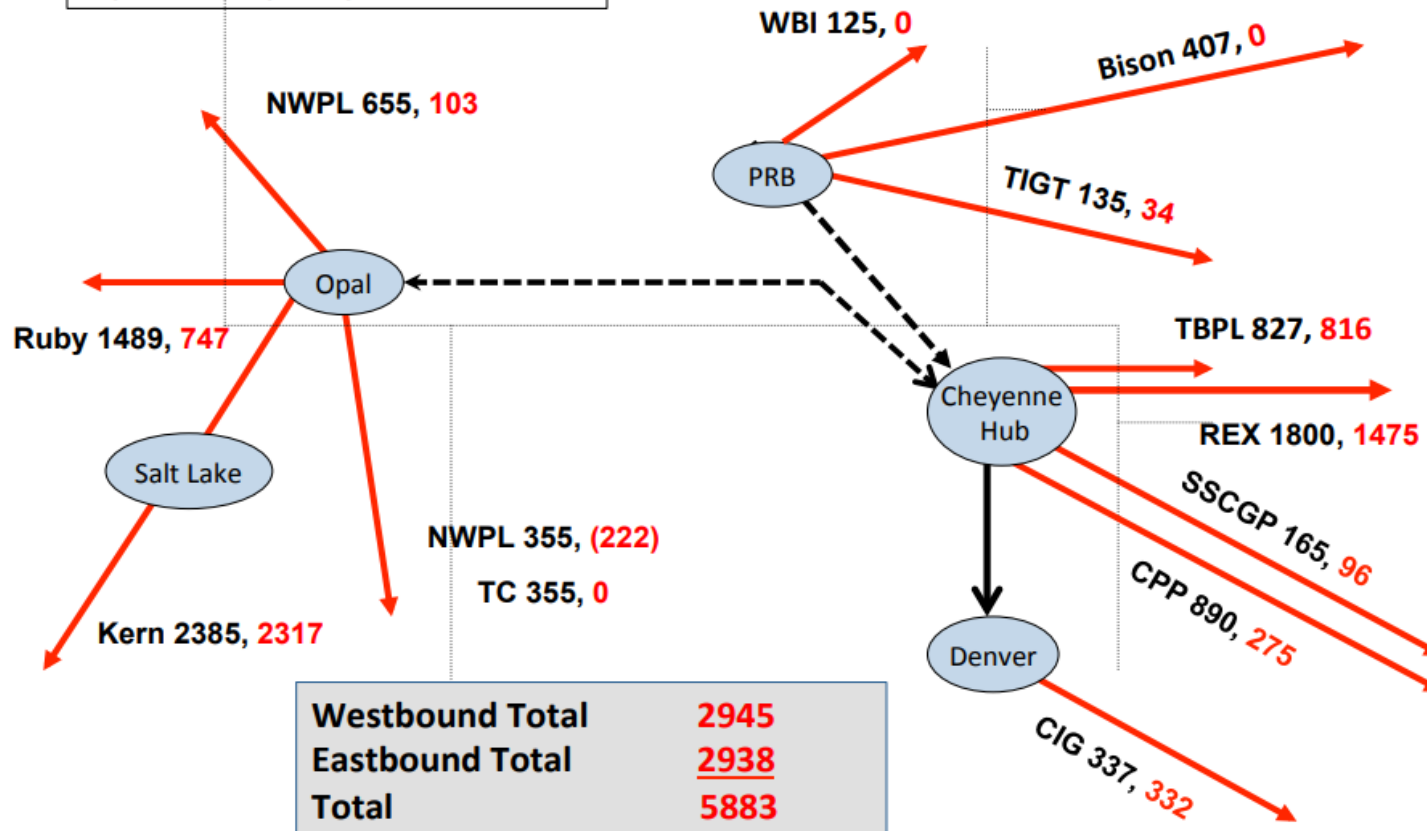 WBI 125, 0
Bison 407, 0
NWPL 655, 103
PRB
TIGT 135, 34
Opal
Ruby 1489, 747
TBPL 827, 816
Cheyenne
Hub
REX 1800, 1475
Salt Lake
SSCGP 165, 96
NWPL 355, (222)
CPP 890, 275
TC 355, 0
Kern 2385, 2317
Denver
CIG 337, 332
Westbound Total 2945
Eastbound Total 2938
Total 5883